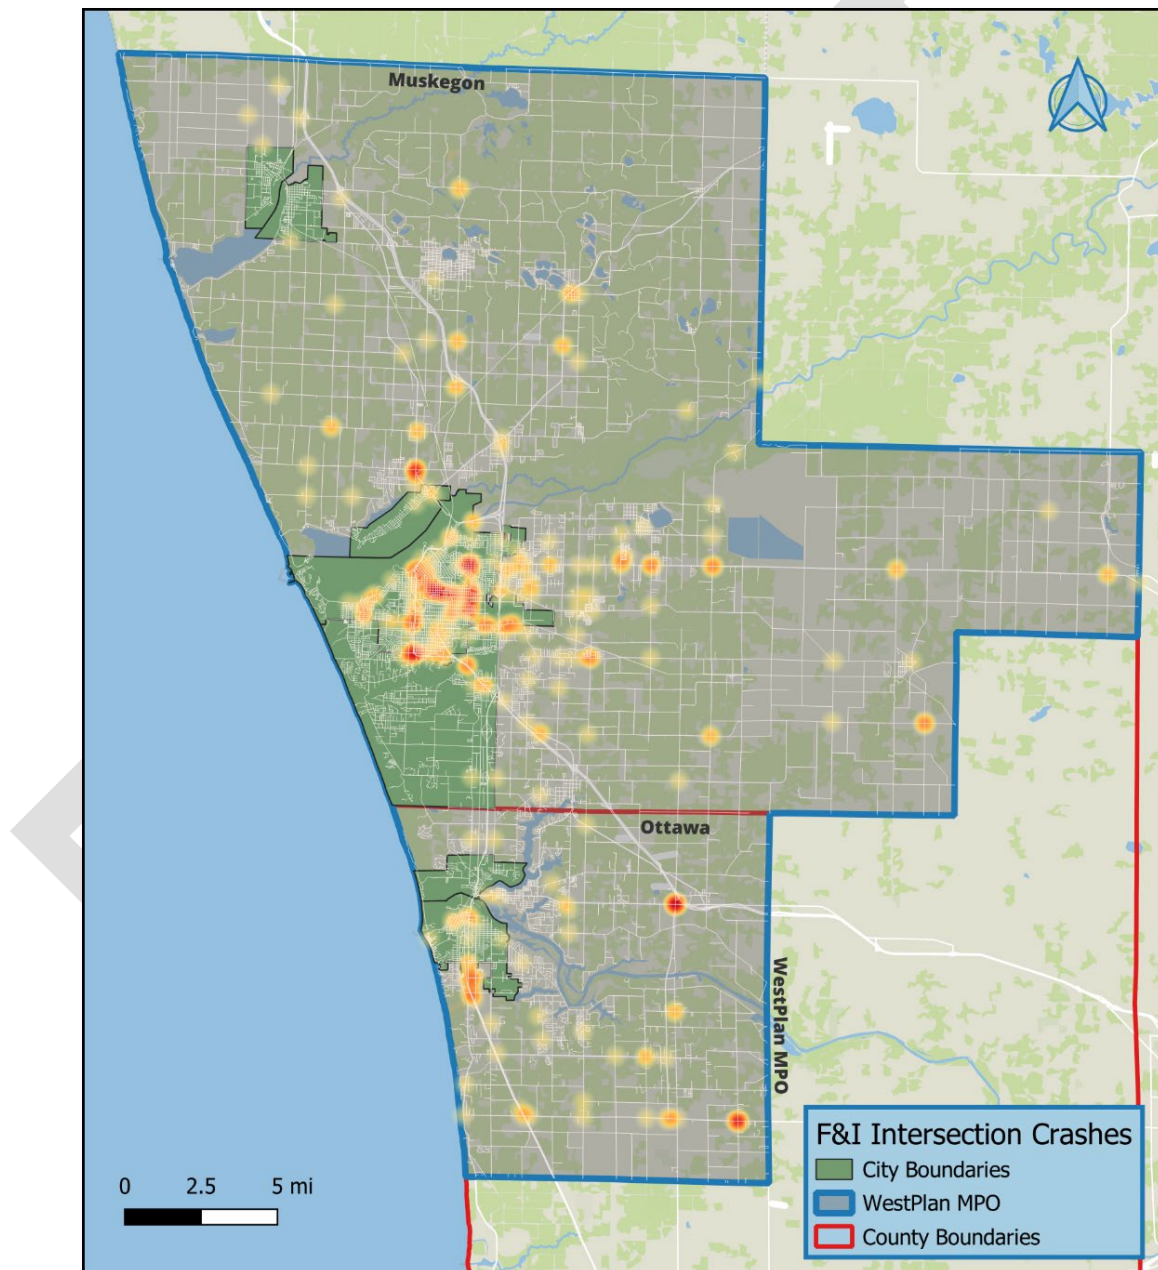 Muskegon
Ottawa
WestPlan MPO
F&I Intersection Crashes
City Boundaries
WestPlan MPO
County Boundaries
0 2.5 5 mi